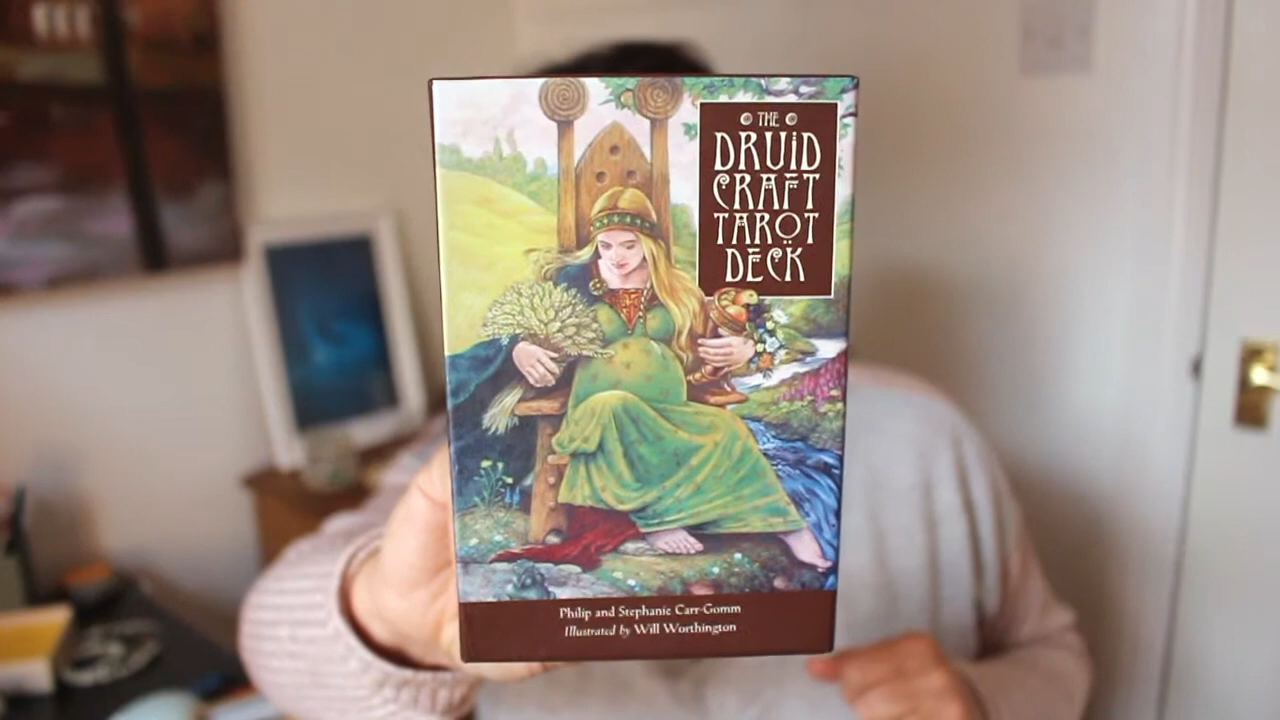 THE
DRUID
CRAFT
TAROT
DECK
Philip and Stephanie Carr-Gomm
Illustrated by Will Worthington